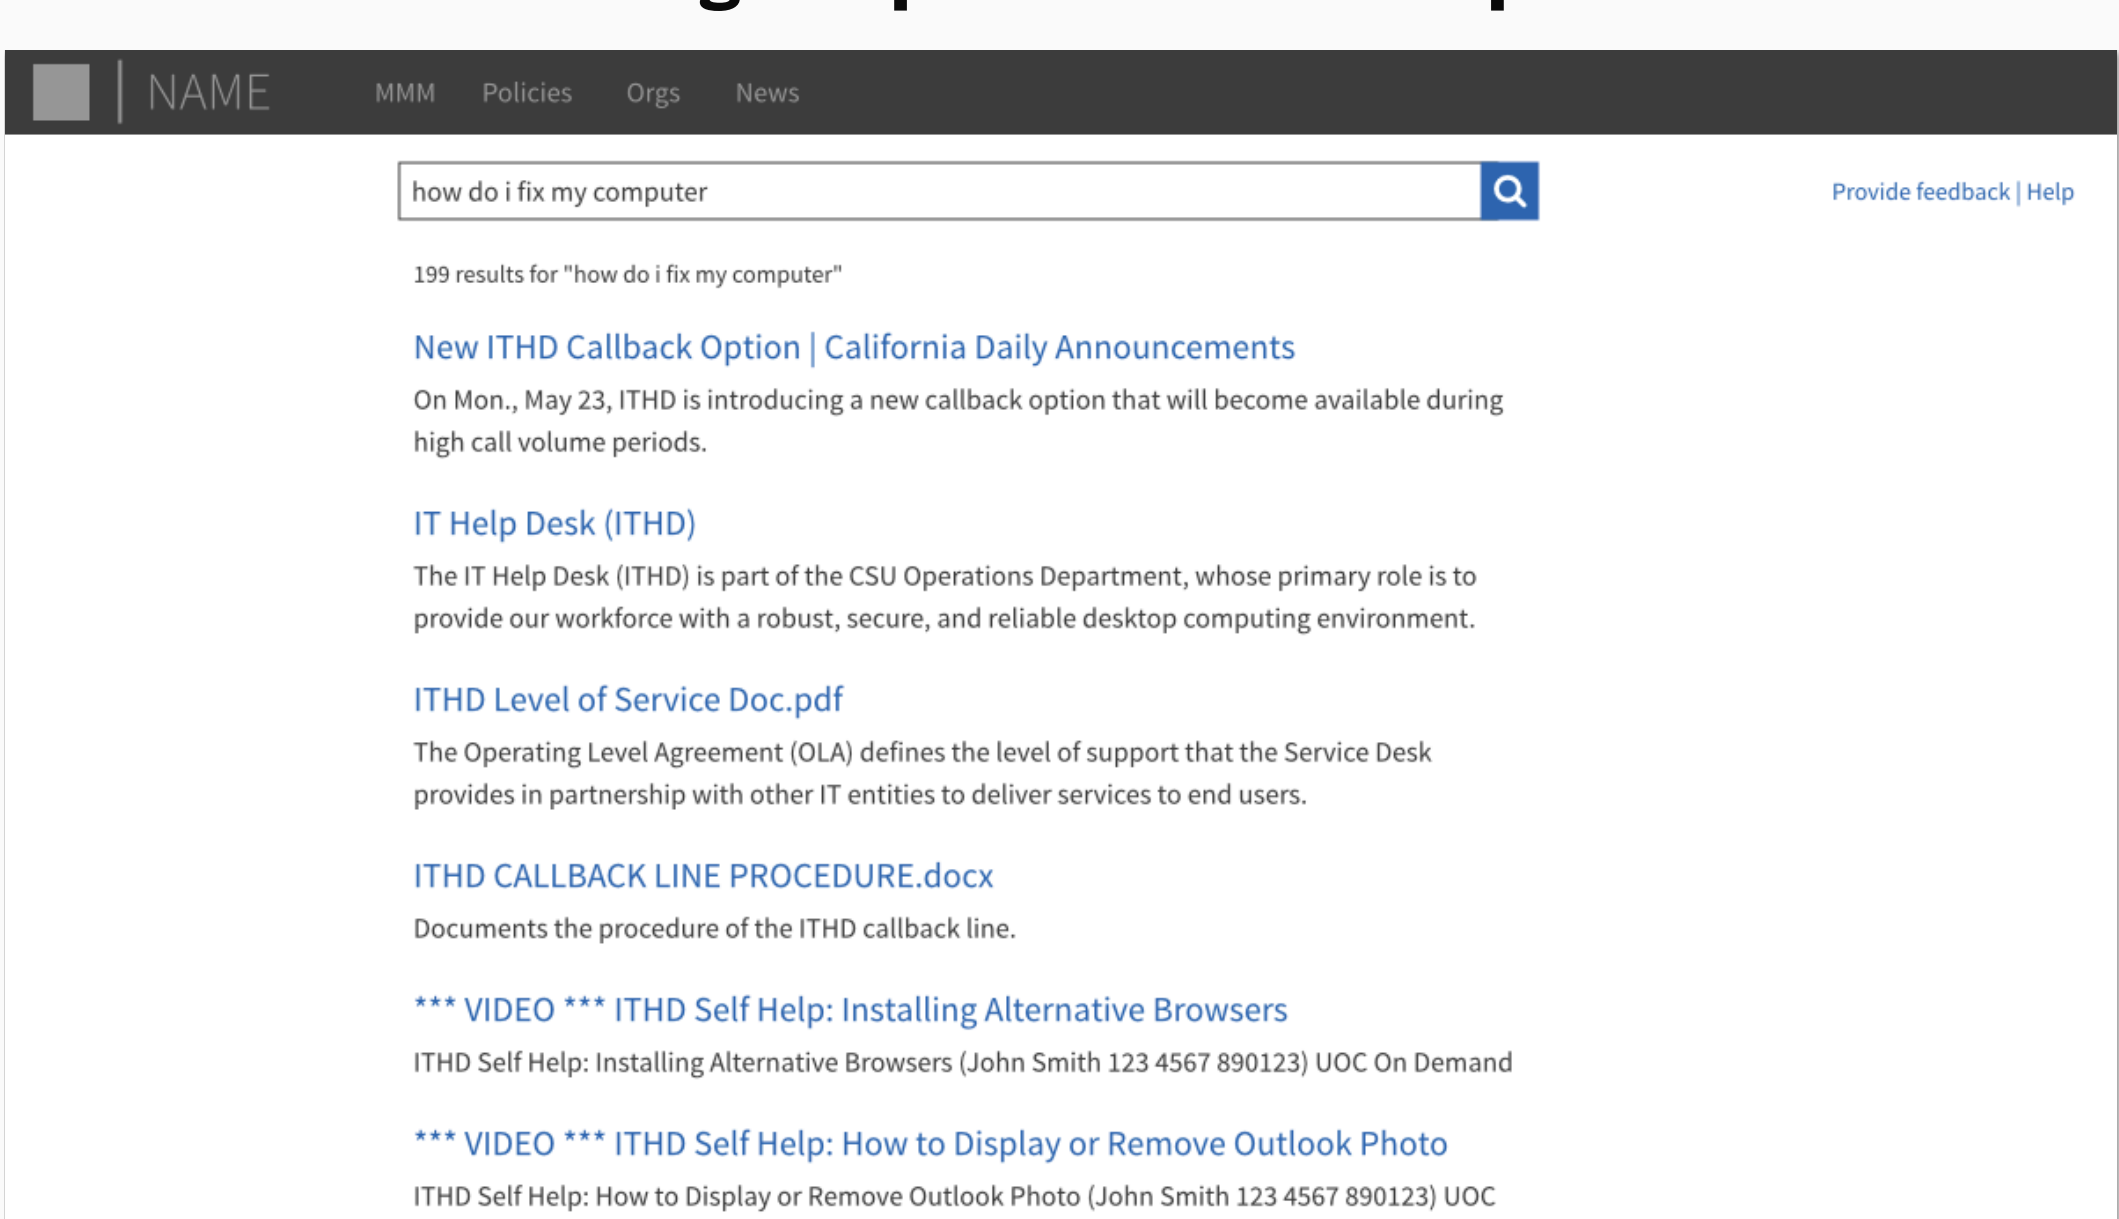 NAME
MMM Policies Orgs News
how do i fix my computer
Provide feedback | Help
199 results for "how do i fix my computer"
New ITHD Callback Option | California Daily Announcements
On Mon., May 23, ITHD is introducing a new callback option that will become available during
high call volume periods.
IT Help Desk (ITHD)
The IT Help Desk (ITHD) is part of the CSU Operations Department, whose primary role is to
provide our workforce with a robust, secure, and reliable desktop computing environment.
ITHD Level of Service Doc.pdf
The Operating Level Agreement (OLA) defines the level of support that the Service Desk
provides in partnership with other IT entities to deliver services to end users.
ITHD CALLBACK LINE PROCEDURE.docx
Documents the procedure of the ITHD callback line.
*** VIDEO *** ITHD Self Help: Installing Alternative Browsers
ITHD Self Help: Installing Alternative Browsers (John Smith 123 4567 890123) UOC On Demand
*** VIDEO *** ITHD Self Help: How to Display or Remove Outlook Photo
ITHD Self Help: How to Display or Remove Outlook Photo (John Smith 123 4567 890123) UOC